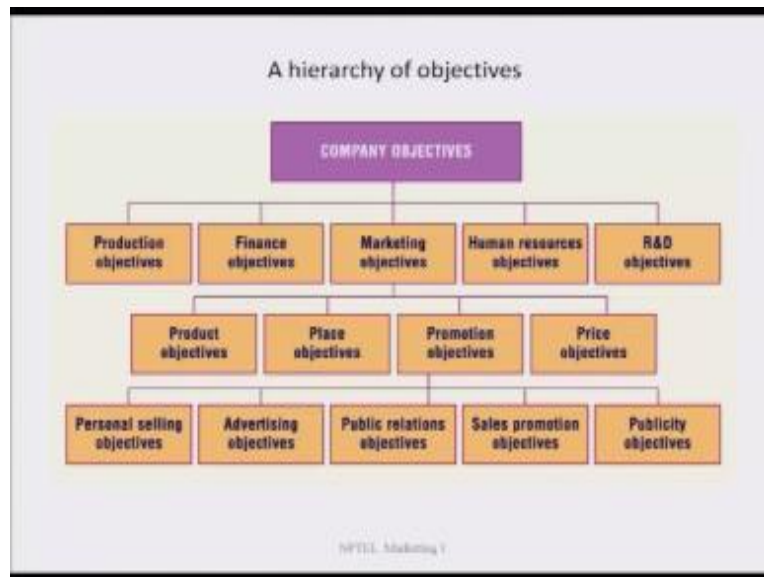 A hierarchy of objectives
COMPANY OBJECTIVES
Production
objectives
Finance
objectives
Marketing
objectives
Human resources
objectives
R&D
objectives
Product
objectives
Place
objectives
Promotion
objectives
Price
objectives
Personal selling
objectives
Advertising
objectives
Public relations
objectives
Sales promotion
objectives
Publicity
objectives
NPTEL Marketing 1